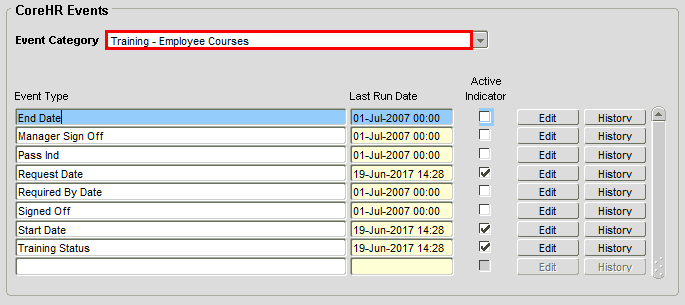 CoreHR Events
Event Category Training - Employee Courses
Active
Event Type Last Run Date Indicator
End Date 01-Jul-2007 00:00 Edit History
Manager Sign Off 01-Jul-2007 00:00 Edit History
Pass Ind 01-Jul-2007 00:00 Edit History
Request Date 19-Jun-2017 14:28 Edit History
Required By Date 01-Jul-2007 00:00 Edit History
Signed Off 01-Jul-2007 00:00 Edit History
Start Date 19-Jun-2017 14:28 Edit History
Training Status 19-Jun-2017 14:28 Edit History
Edit History